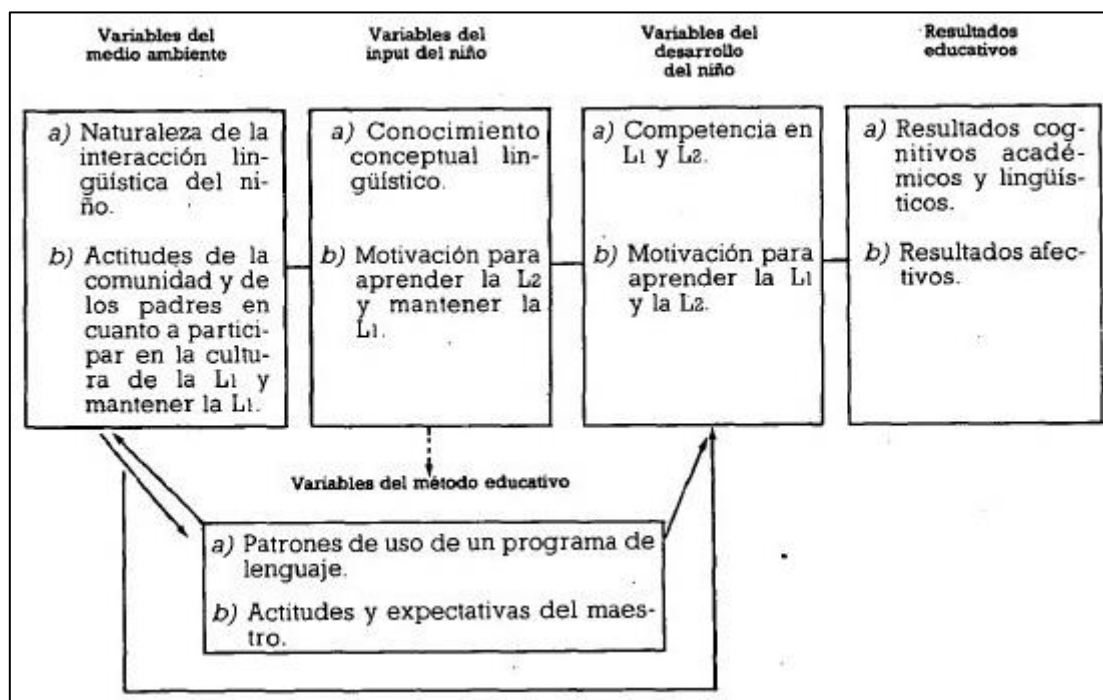 Variables del
medio ambiente
Variables del
input del niño
Variables del
desarrollo
del niño
Resultados
educativos
a) Naturaleza de la
interacción lin-
güística del ni-
ño.
b) Actitudes de la
comunidad y de
los padres en
cuanto a partici-
par en la cultu-
ra de la L1 y
mantener la L1.
a) Conocimiento
conceptual lin-
güístico.
b) Motivación para
aprender la L2
y mantener la
L1.
a) Competencia en
L1 y L2.
b) Motivación para
aprender la L1
y la L2.
a) Resultados cog-
nitivos acadé-
micos y lingüís-
ticos.
b) Resultados afec-
tivos.
Variables del método educativo
a) Patrones de uso de un programa de
lenguaje.
b) Actitudes y expectativas del maes-
tro.